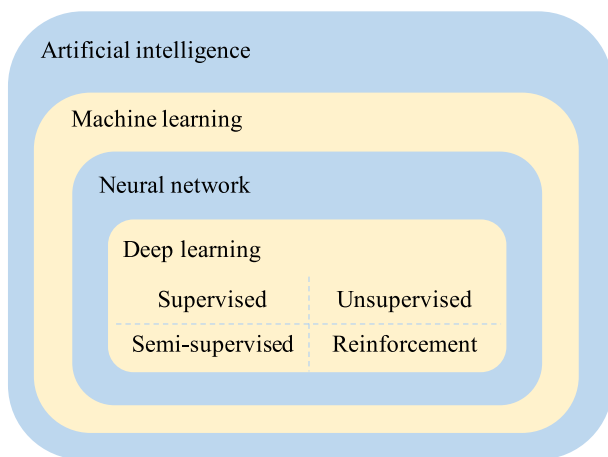 Artificial intelligence
Machine learning
Neural network
Deep learning
Supervised
Unsupervised
Semi-supervised
Reinforcement